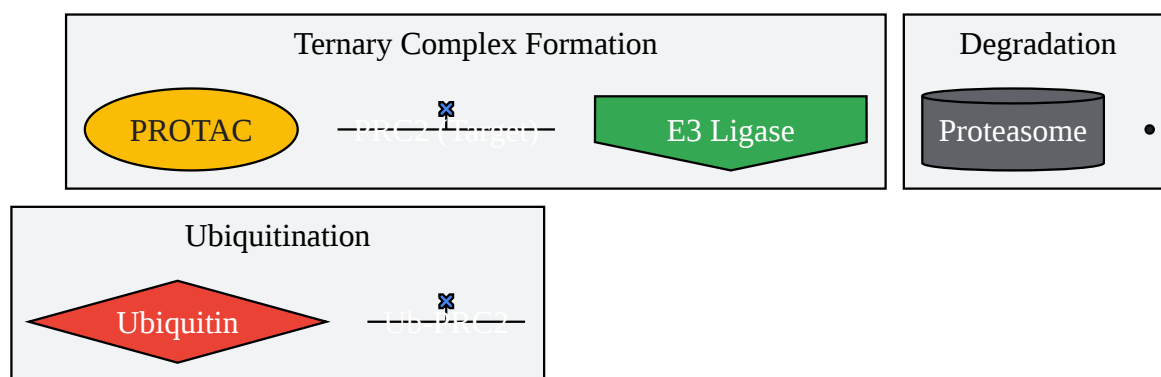 Ternary Complex Formation
PROTAC
PRC2 (Target)
E3 Ligase
Degradation
Proteasome
Ubiquitination
Ubiquitin
Ub-PRC2